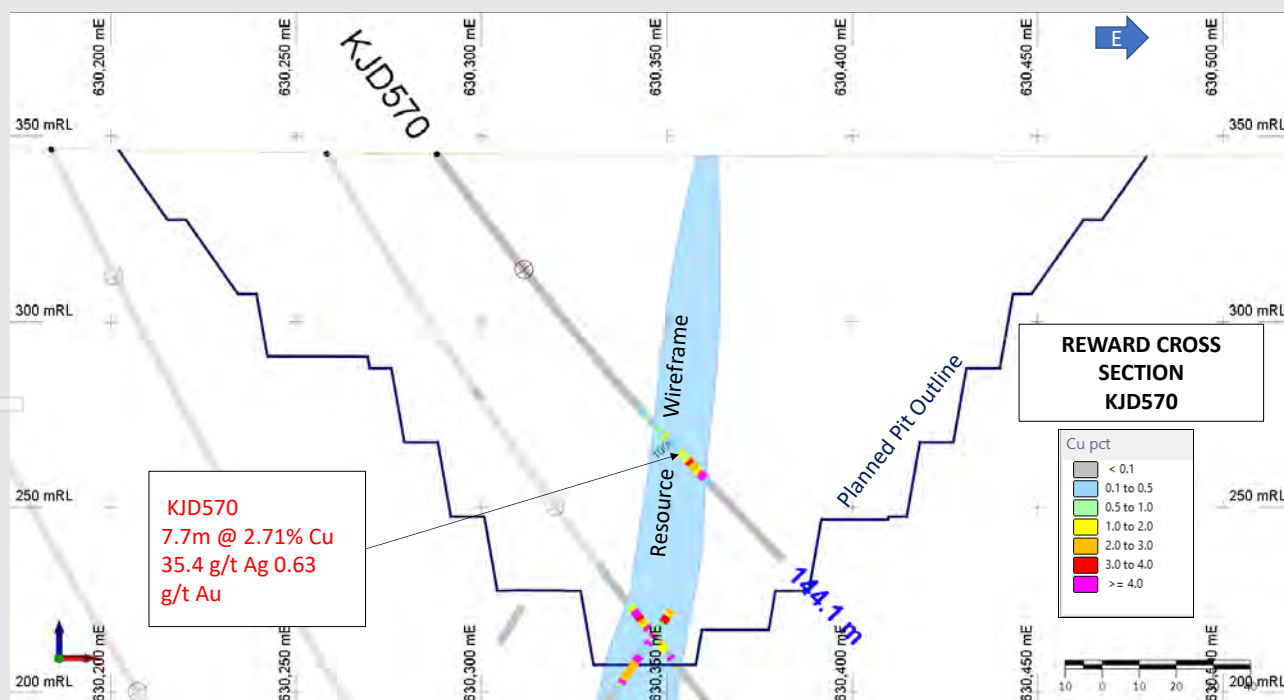 630,200 mE
630,250 mE
630,300 mE
630,350 mE
630,400 mE
630,450 mE
630,500 mE
E
KJD570
350 mRL
350 mRL
300 mRL
300 mRL
250 mRL
250 mRL
200 mRL
200 mRL
Resource Wireframe
Planned Pit Outline
100
144.1 m
REWARD CROSS
SECTION
KJD570
Cu pct
< 0.1
0.1 to 0.5
0.5 to 1.0
1.0 to 2.0
2.0 to 3.0
3.0 to 4.0
>= 4.0
KJD570
7.7m @ 2.71% Cu
35.4 g/t Ag 0.63
g/t Au
630,200 mE
630,250 mE
630,300 mE
630,350 mE
630,400 mE
630,450 mE
10 0 10 20 30 40